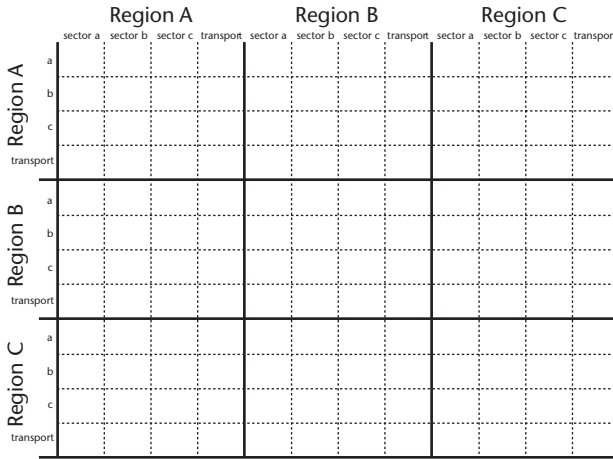 Region A Region B Region C
sector a sector b sector c transport sector a sector b sector c transport sector a sector b sector c transpor
Region A
a
b
c
transport
Region B
a
b
c
transport
Region C
a
b
c
transport